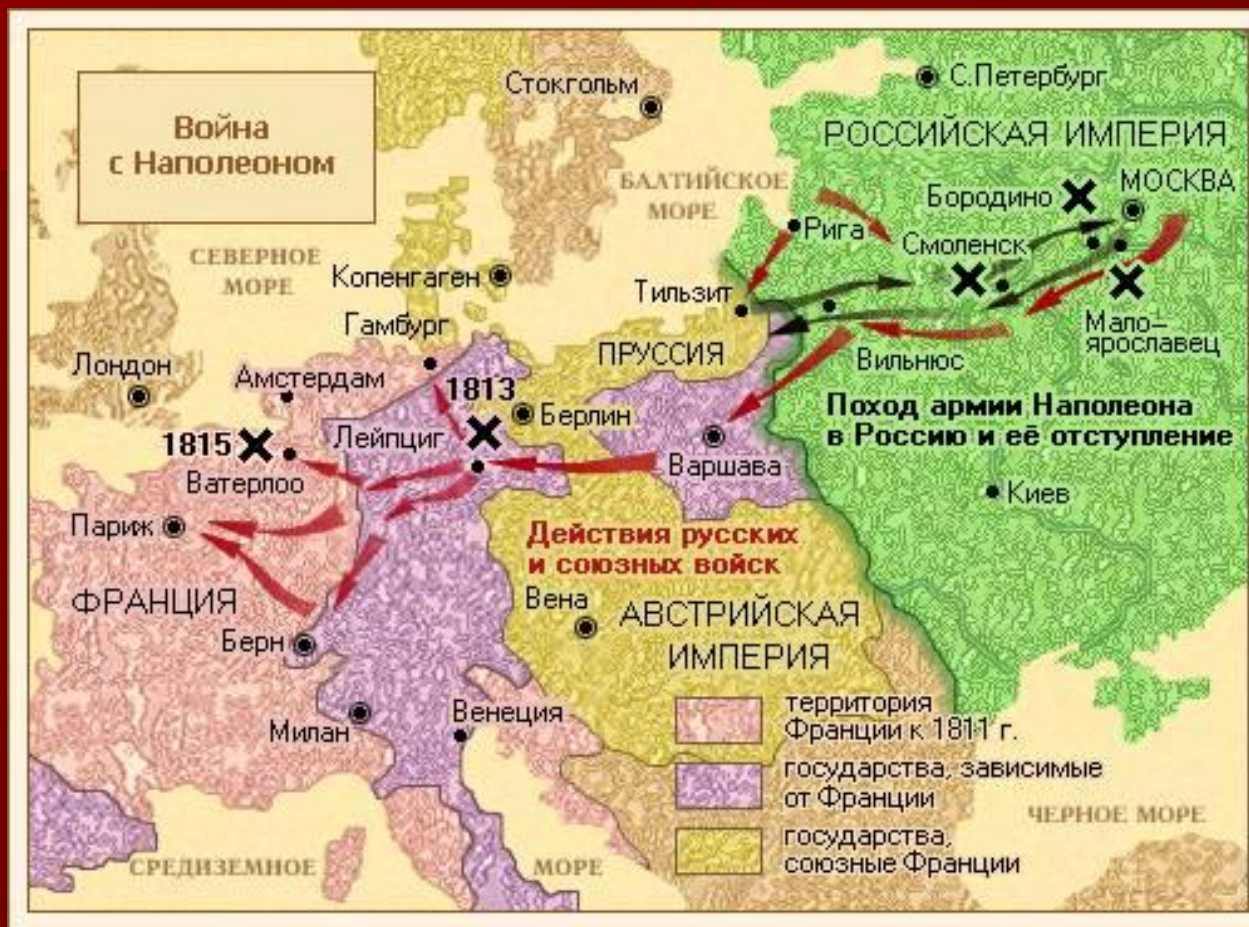 Война
с Наполеоном
Стокгольм
С.Петербург
РОССИЙСКАЯ ИМПЕРИЯ
БАЛТИЙСКОЕ
МОРЕ
Бородино
МОСКВА
СЕВЕРНОЕ
МОРЕ
Рига
Смоленск
Копенгаген
Тильзит
Гамбург
Мало-
ярославец
ПРУССИЯ
Вильнюс
Лондон
Амстердам
1813
Берлин
Поход армии Наполеона
в Россию и её отступление
1815
Лейпциг
Варшава
Ватерлоо
Киев
Париж
Действия русских
и союзных войск
ФРАНЦИЯ
Вена
АВСТРИЙСКАЯ
ИМПЕРИЯ
Берн
Милан
Венеция
территория
Франции к 1811 г.
государства, зависимые
от Франции
ЧЕРНОЕ МОРЕ
государства,
союзные Франции
СРЕДИЗЕМНОЕ
МОРЕ